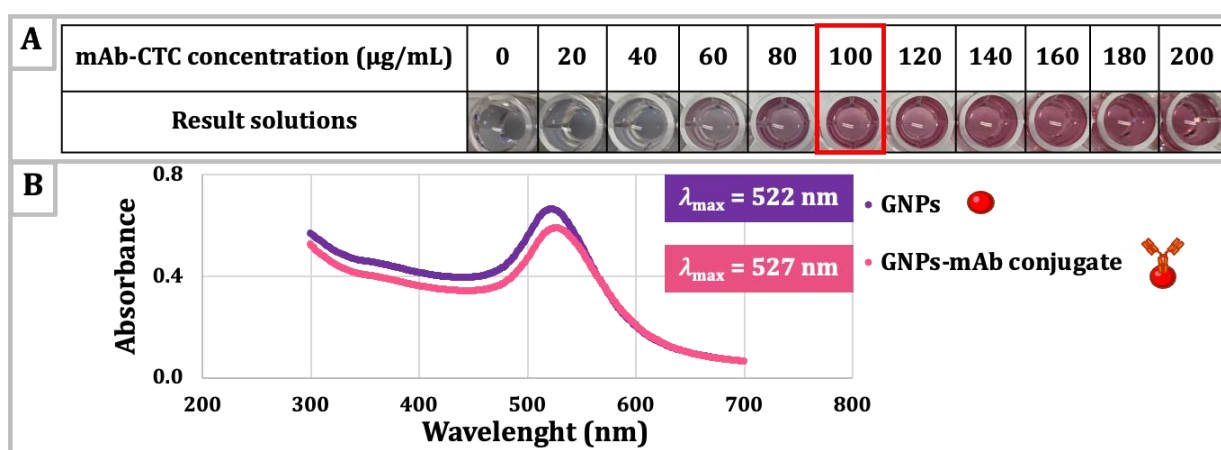 A
mAb-CTC concentration (μg/mL) 0 20 40 60 80 100 120 140 160 180 200
Result solutions
B
0.8
λmax = 522 nm
• GNPs
λmax = 527 nm
• GNPs-mAb conjugate
Absorbance
0.4
0.0
200 300 400 500 600 700 800
Wavelenght (nm)